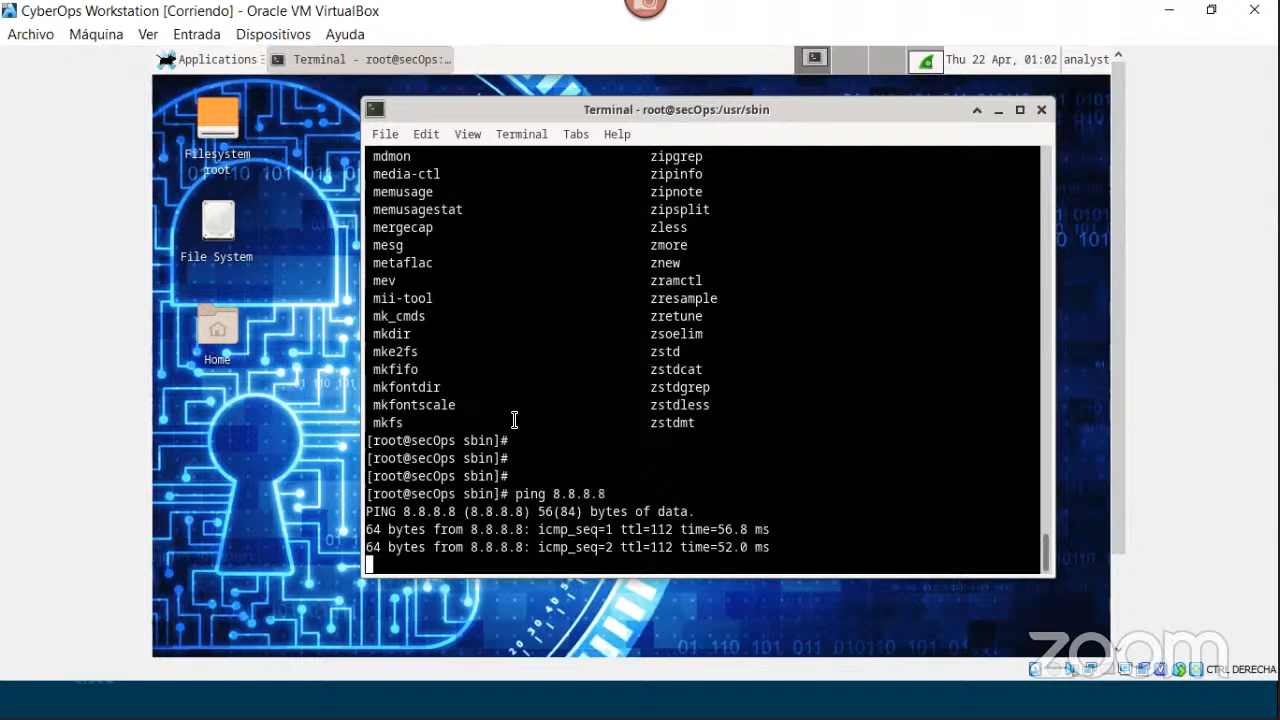 CyberOps Workstation [Corriendo] - Oracle VM VirtualBox
Archivo Máquina Ver Entrada Dispositivos Ayuda
Applications Terminal - root@secOps:... Thu 22 Apr, 01:02 analyst
Terminal - root@secOps:/usr/sbin
File Edit View Terminal Tabs Help
Filesystem root
File System
Home
mdmon zipgrep
media-ctl zipinfo
memusage zipnote
memusagestat zipsplit
mergecap zless
mesg zmore
metaflac znew
mev zramctl
mii-tool zresample
mk_cmds zretune
mkdir zsoelim
mke2fs zstd
mkfifo zstdcat
mkfontdir zstdgrep
mkfontscale zstdless
mkfs zstdmt
[root@secOps sbin]#
[root@secOps sbin]#
[root@secOps sbin]#
[root@secOps sbin]# ping 8.8.8.8
PING 8.8.8.8 (8.8.8.8) 56(84) bytes of data.
64 bytes from 8.8.8.8: icmp_seq=1 ttl=112 time=56.8 ms
64 bytes from 8.8.8.8: icmp_seq=2 ttl=112 time=52.0 ms
zoom
CTRL DERECHA